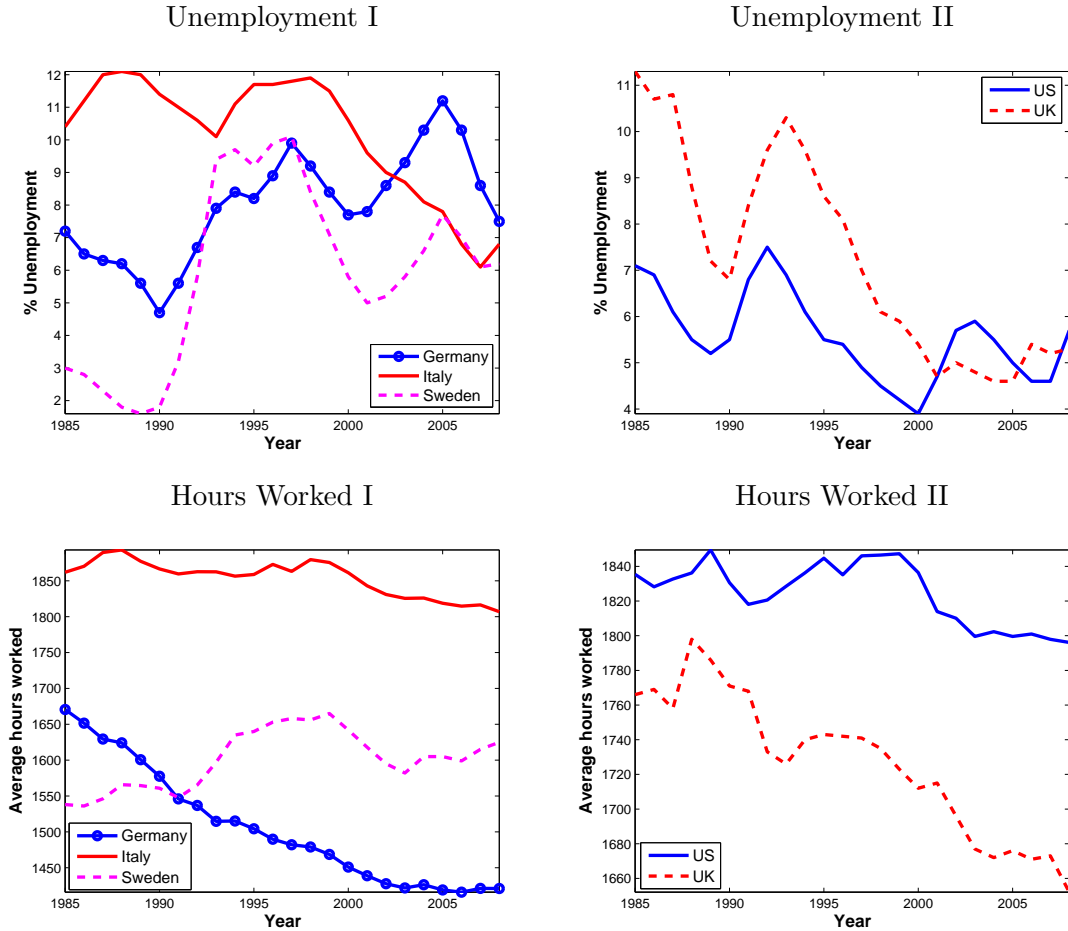 Unemployment I
12
11
10
9
8
7
6
5
4
3
2
1985
1990
1995
2000
2005
% Unemployment
Year
Germany
Italy
Sweden
Unemployment II
11
10
9
8
7
6
5
4
1985
1990
1995
2000
2005
% Unemployment
Year
US
UK
Hours Worked I
1850
1800
1750
1700
1650
1600
1550
1500
1450
1985
1990
1995
2000
2005
Average hours worked
Year
Germany
Italy
Sweden
Hours Worked II
1840
1820
1800
1780
1760
1740
1720
1700
1680
1660
1985
1990
1995
2000
2005
Average hours worked
Year
US
UK